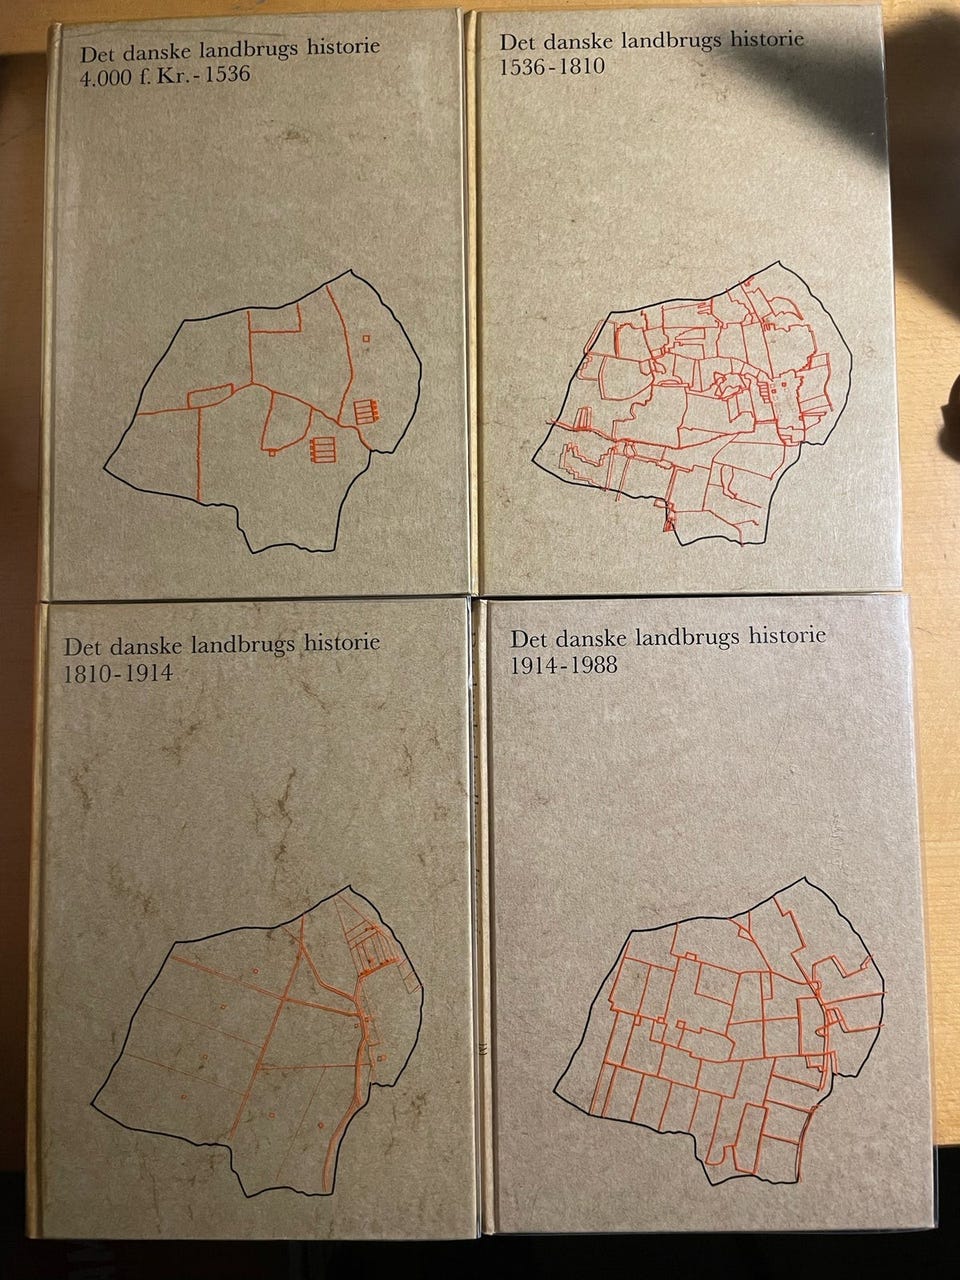 Det danske landbrugs historie
4.000 f. Kr. - 1536
Det danske landbrugs historie
1536 - 1810
Det danske landbrugs historie
1810 - 1914
Det danske landbrugs historie
1914 - 1988